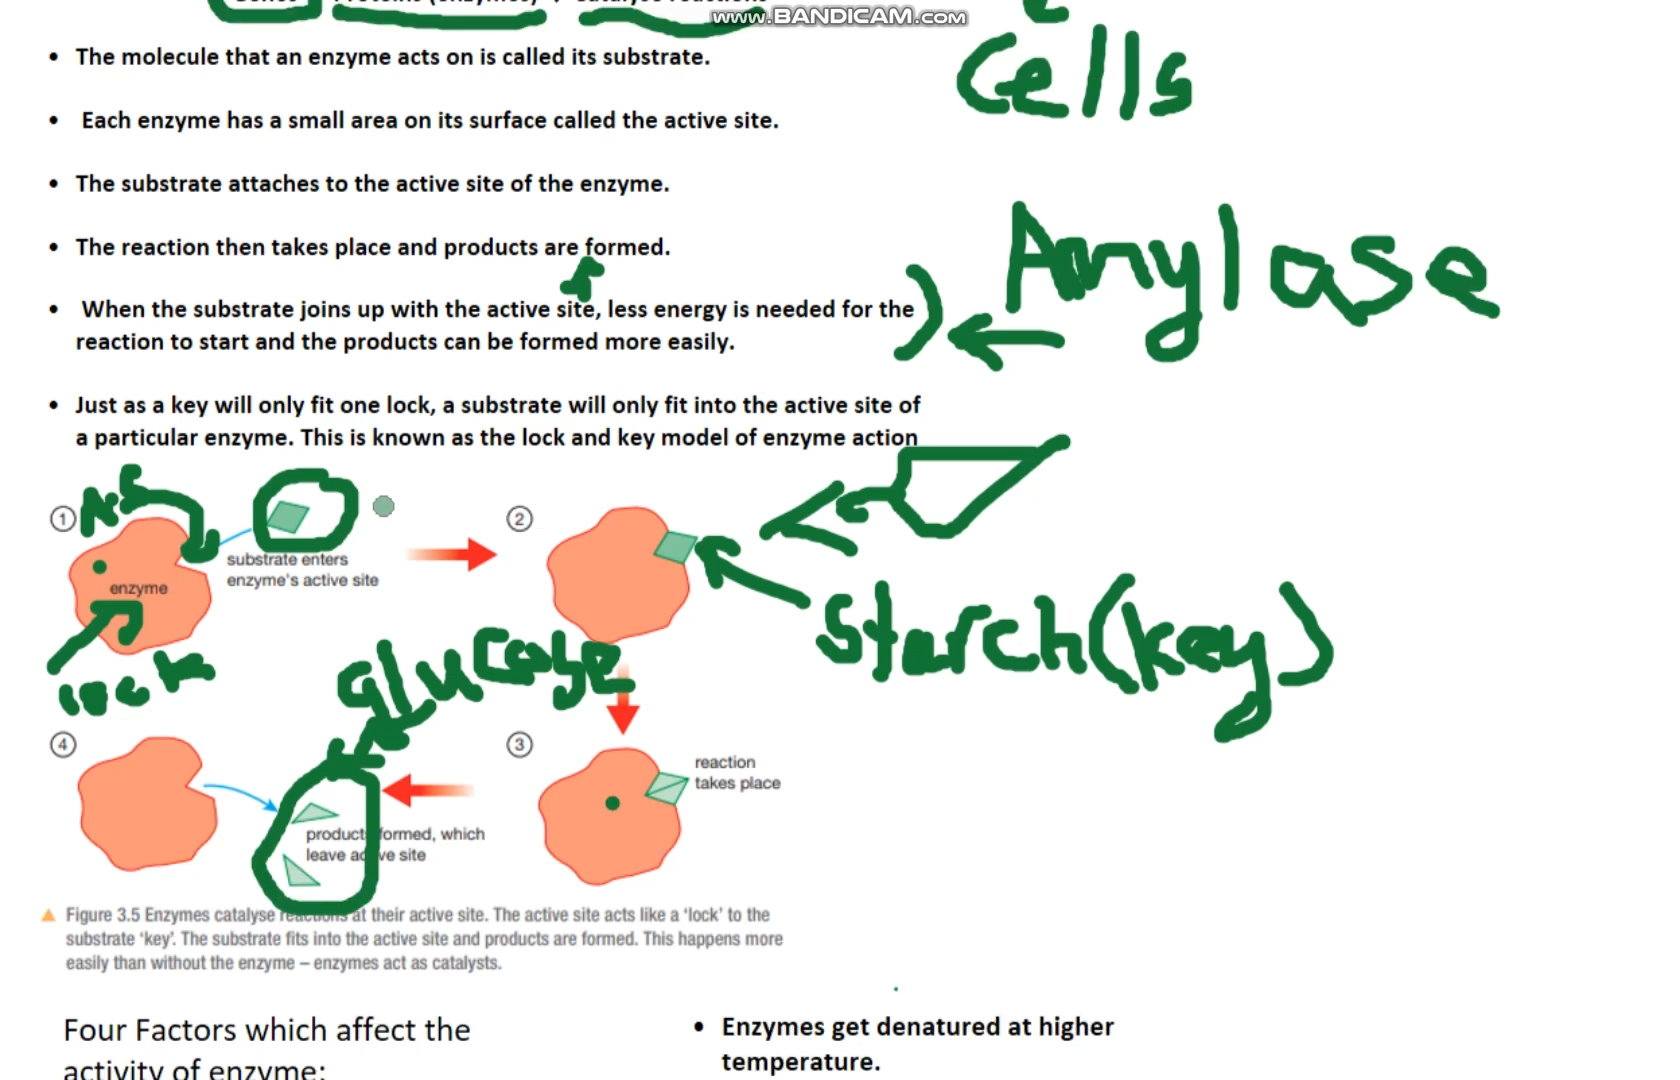 www.BANDICAM.com
cells
• The molecule that an enzyme acts on is called its substrate.
• Each enzyme has a small area on its surface called the active site.
• The substrate attaches to the active site of the enzyme.
• The reaction then takes place and products are formed.
Amylase
• When the substrate joins up with the active site, less energy is needed for the
reaction to start and the products can be formed more easily.
• Just as a key will only fit one lock, a substrate will only fit into the active site of
a particular enzyme. This is known as the lock and key model of enzyme action
1
AS
substrate enters
enzyme's active site
enzyme
lock
2
Starch(key)
3
reaction
takes place
4
products formed, which
leave active site
Figure 3.5 Enzymes catalyse reactions at their active site. The active site acts like a 'lock' to the
substrate 'key'. The substrate fits into the active site and products are formed. This happens more
easily than without the enzyme – enzymes act as catalysts.
Four Factors which affect the
activity of enzyme:
• Enzymes get denatured at higher
temperature.